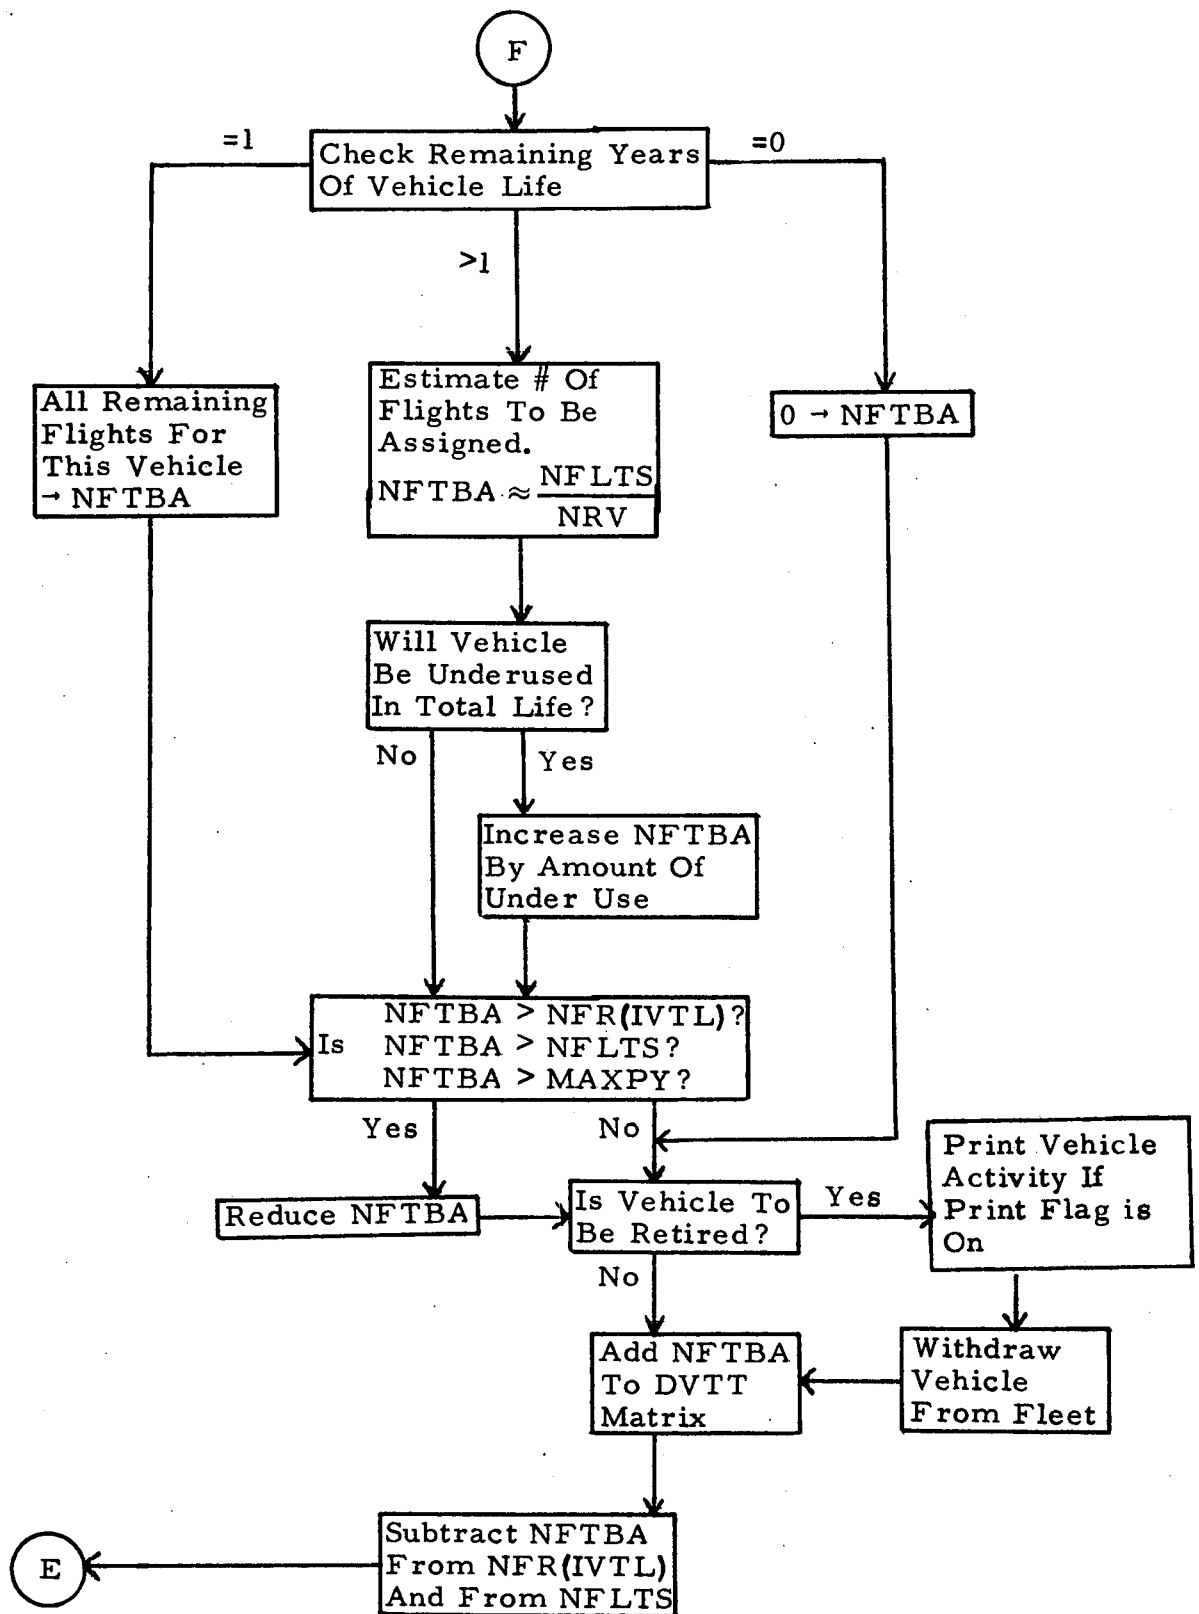 F
=1
Check Remaining Years
Of Vehicle Life
=0
>1
All Remaining
Flights For
This Vehicle
→ NFTBA
Estimate # Of
Flights To Be
Assigned.
NFTBA ≈ NFLTS
NRV
0 → NFTBA
Will Vehicle
Be Underused
In Total Life?
No
Yes
Increase NFTBA
By Amount Of
Under Use
NFTBA > NFR(IVTL)?
Is NFTBA > NFLTS?
NFTBA > MAXPY?
Yes
No
Reduce NFTBA
Is Vehicle To
Be Retired?
Yes
Print Vehicle
Activity If
Print Flag is
On
No
Add NFTBA
To DVTT
Matrix
Withdraw
Vehicle
From Fleet
Subtract NFTBA
From NFR(IVTL)
And From NFLTS
E